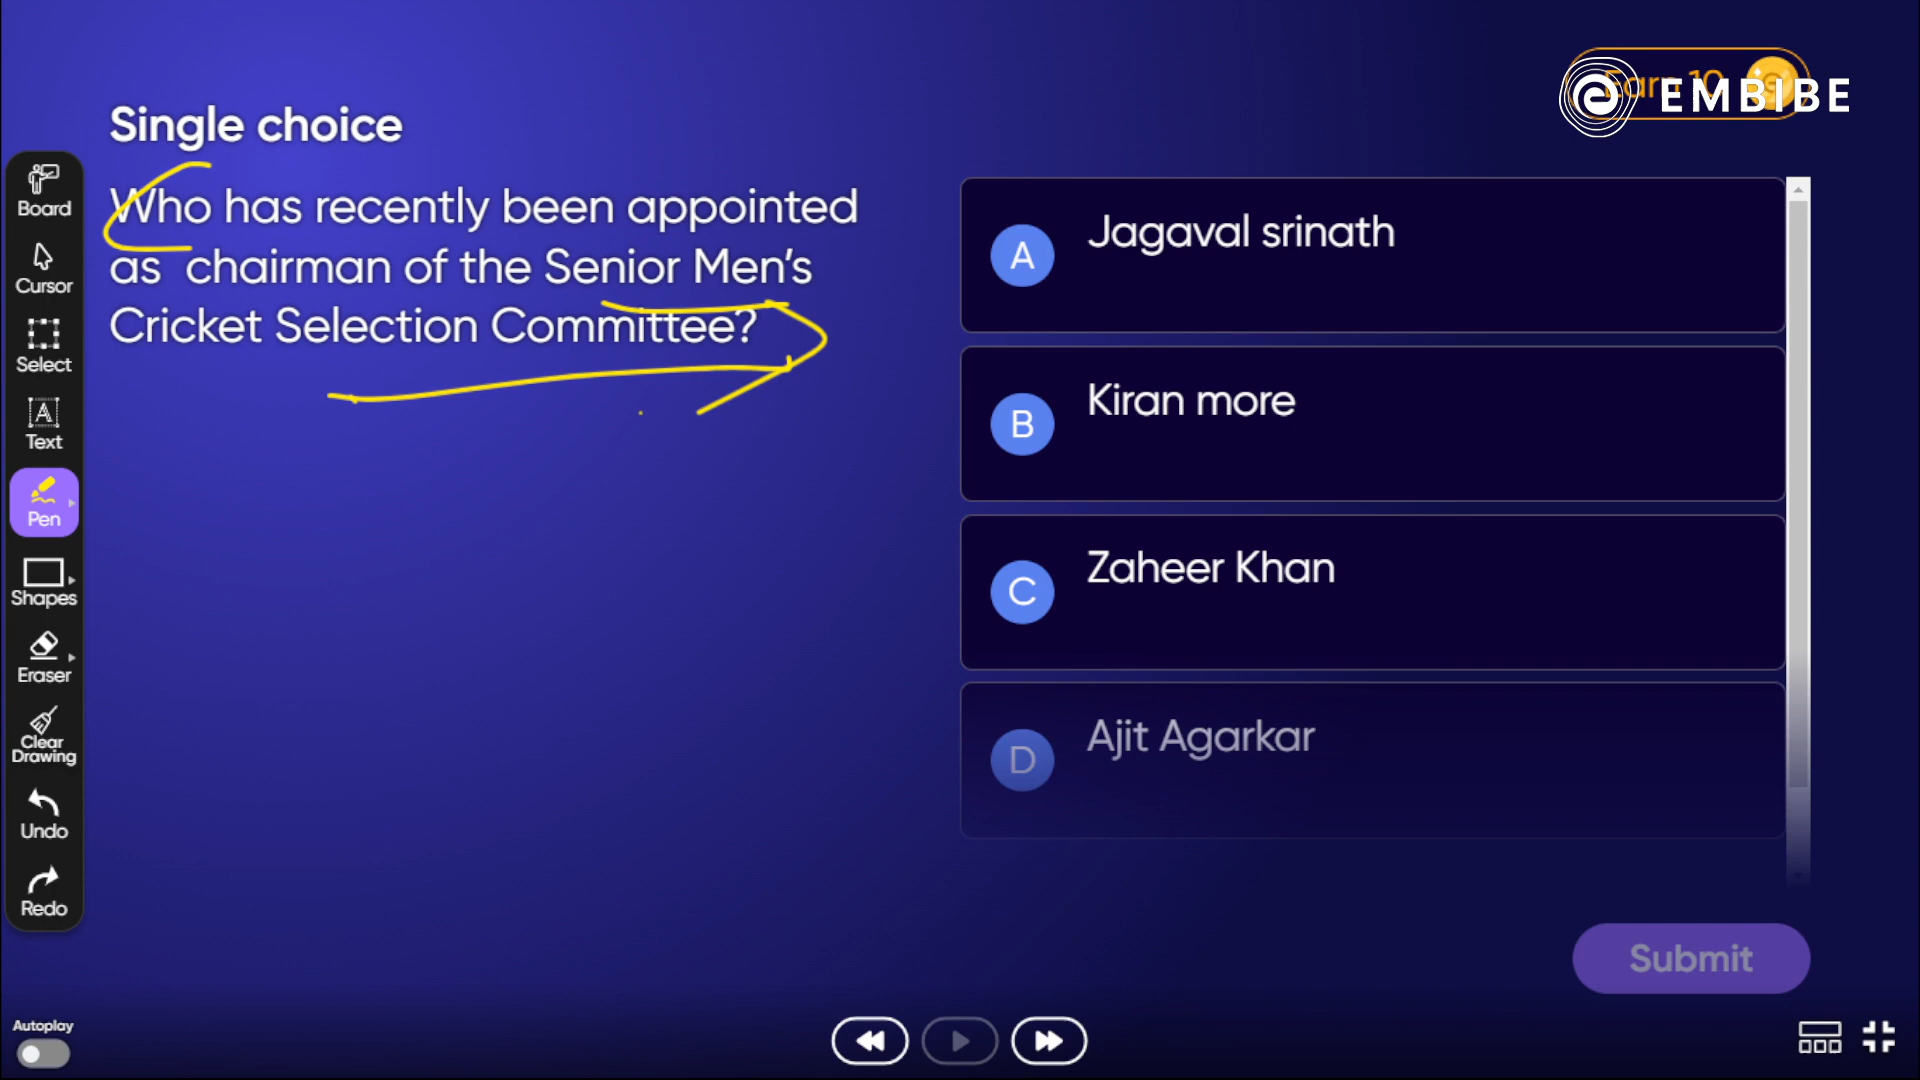 EMBIBE
Single choice
Who has recently been appointed
as chairman of the Senior Men's
Cricket Selection Committee?
A
Jagaval srinath
B
Kiran more
C
Zaheer Khan
D
Ajit Agarkar
Submit
Board
Cursor
Select
Text
Pen
Shapes
Eraser
Clear
Drawing
Undo
Redo
Autoplay